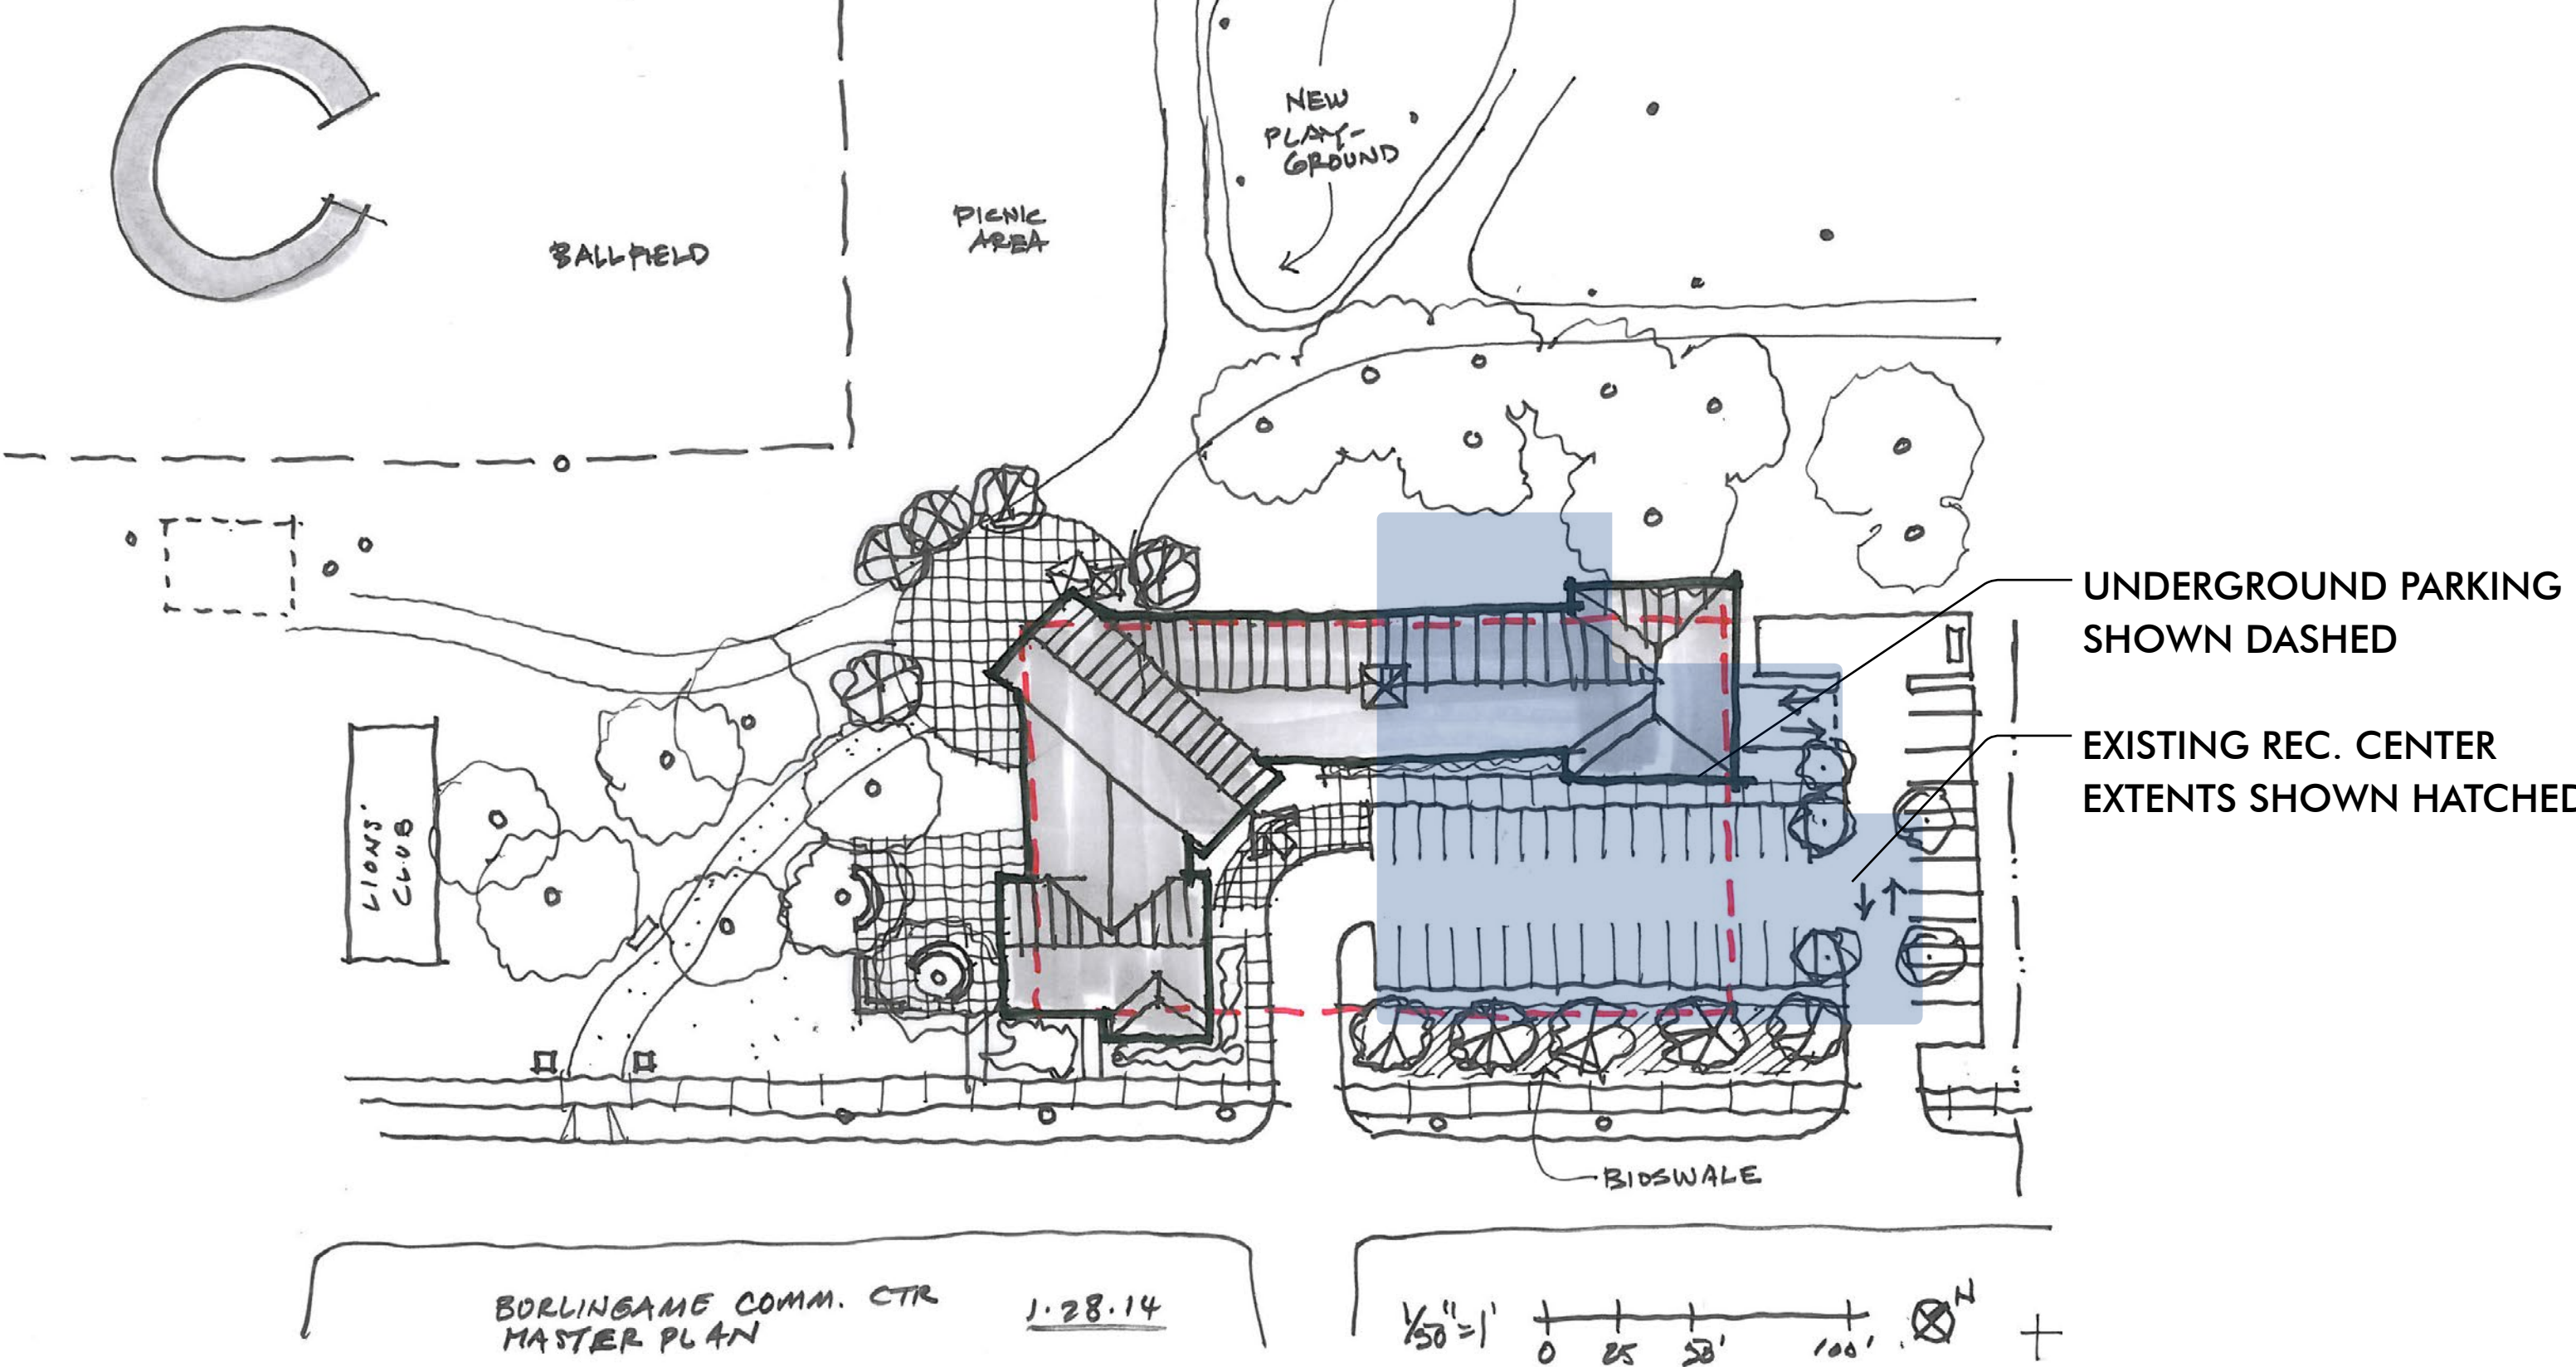 C
NEW
PLAY-
GROUND
PICNIC
AREA
BALLFIELD
UNDERGROUND PARKING
SHOWN DASHED
EXISTING REC. CENTER
EXTENTS SHOWN HATCHED
LIONS'
CLUB
BIOSWALE
BURLINGAME COMM. CTR
MASTER PLAN
1.28.14
1/50"=1'
0 25 50' 100'
N